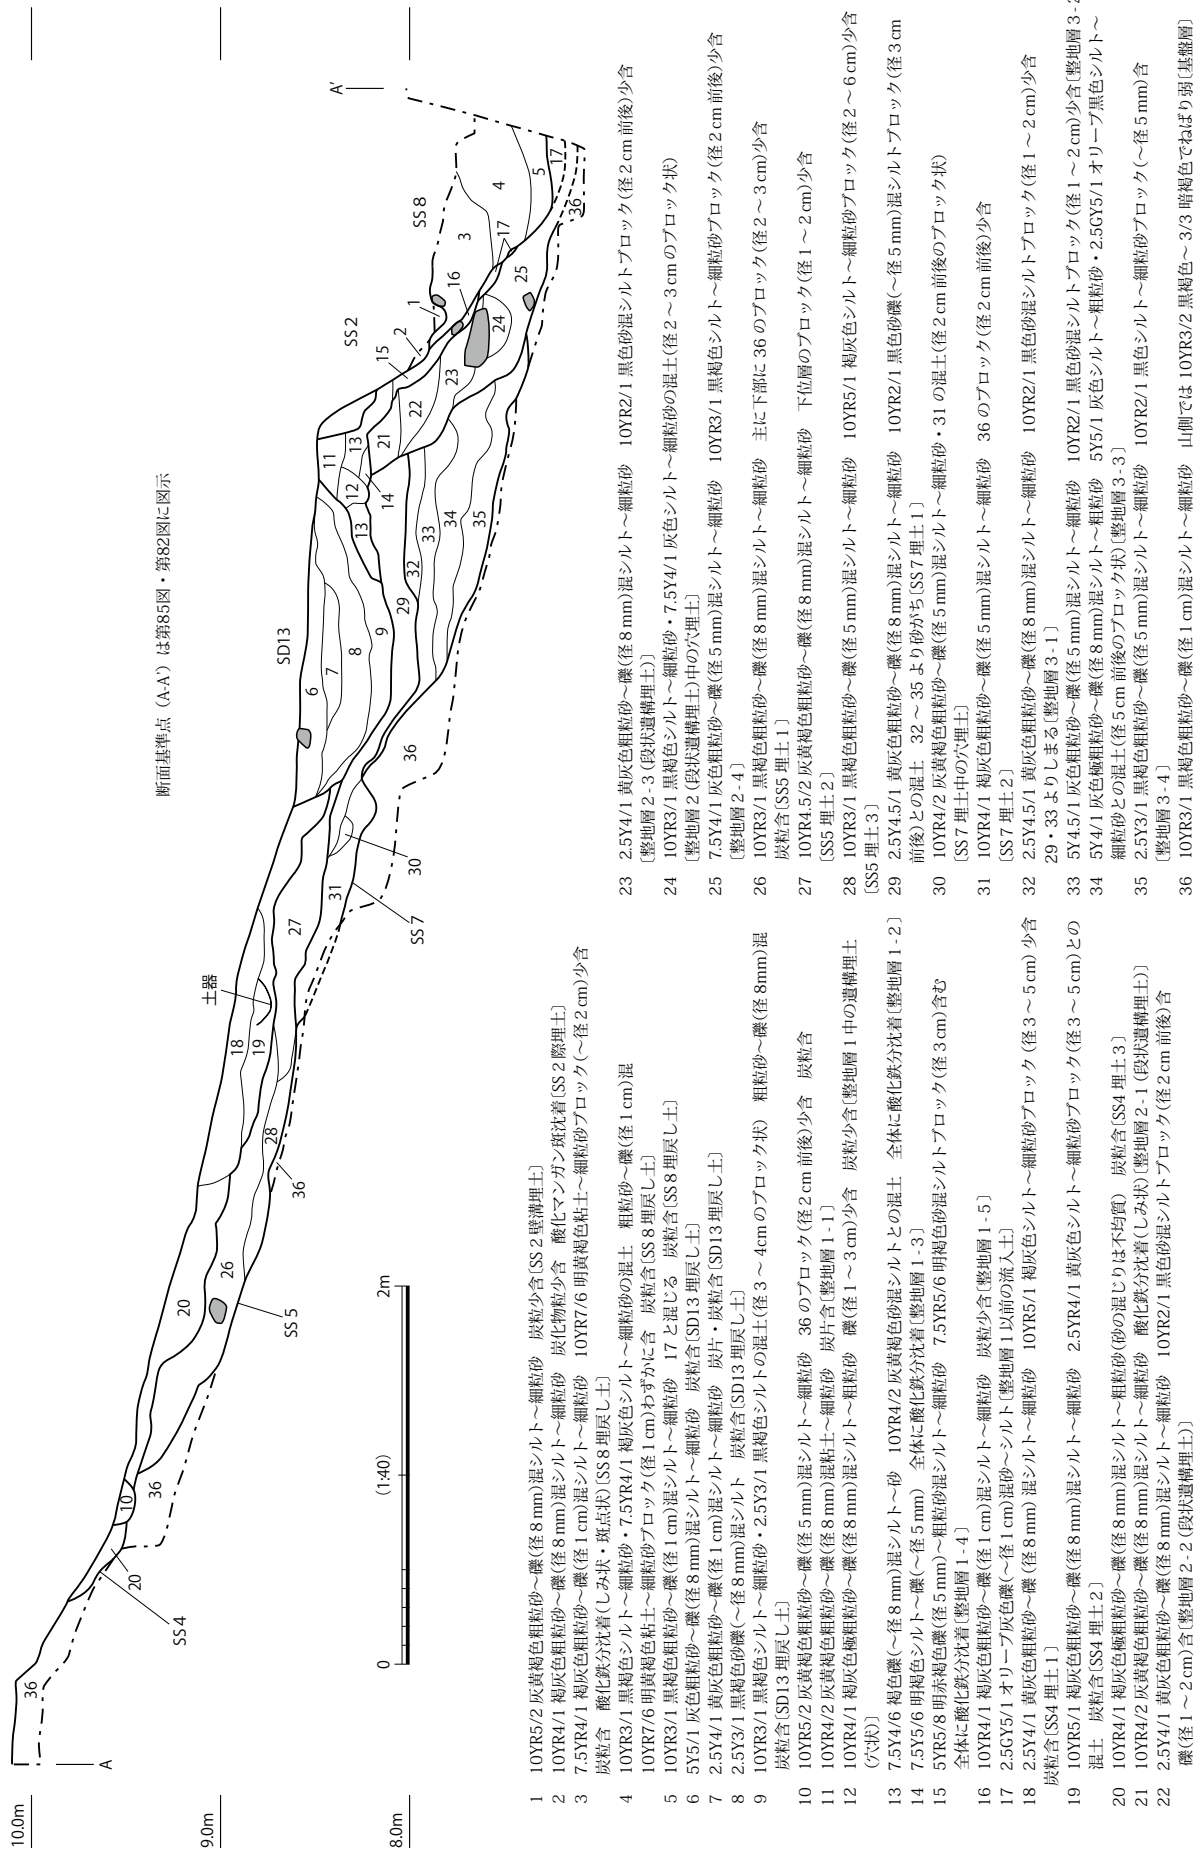 10.0m
9.0m
8.0m
A
A′
断面基準点（A-A′）は第85図・第82図に図示
SS4
SS5
SS7
SD13
SS2
SS8
土器
36
20
10
36
20
26
36
28
18
19
27
31
30
36
6
7
8
9
29
13
12
11
13
14
21
22
23
24
25
32
33
34
35
15
2
1
16
3
17
4
5
17
36
0
(1:40)
2m
1 10YR5/2 灰黄褐色粗粒砂～礫(径８mm)混シルト～細粒砂　炭粒少含〔SS２壁溝埋土〕
2 10YR4/1 褐灰色粗粒砂～礫(径８mm)混シルト～細粒砂　炭化物粒少含　酸化マンガン斑沈着〔SS２際埋土〕
3 7.5YR4/1 褐灰色粗粒砂～礫(径１cm)混シルト～細粒砂　10YR7/6 明黄褐色粘土～細粒砂ブロック(～径２cm)少含
炭粒含　酸化鉄分沈着(しみ状・斑点状)〔SS８埋戻し土〕
4 10YR3/1 黒褐色シルト～細粒砂・7.5YR4/1 褐灰色シルト～細粒砂の混土　粗粒砂～礫(径１cm)混
10YR7/6 明黄褐色粘土～細粒砂ブロック(径１cm)わずかに含　炭粒含〔SS８埋戻し土〕
5 10YR3/1 黒褐色粗粒砂～礫(径１cm)混シルト～細粒砂　17と混じる　炭粒含〔SS８埋戻し土〕
6 5Y5/1 灰色粗粒砂～礫(径８mm)混シルト～細粒砂　炭粒含〔SD13埋戻し土〕
7 2.5Y4/1 黄灰色粗粒砂～礫(径１cm)混シルト～細粒砂　炭片・炭粒含〔SD13埋戻し土〕
8 2.5Y3/1 黒褐色砂礫(～径８mm)混シルト　炭粒含〔SD13埋戻し土〕
9 10YR3/1 黒褐色シルト～細粒砂・2.5Y3/1 黒褐色シルトの混土(径３～４cmのブロック状)　粗粒砂～礫(径８mm)混
炭粒含〔SD13埋戻し土〕
10 10YR5/2 灰黄褐色粗粒砂～礫(径５mm)混シルト～細粒砂　36のブロック(径２cm前後)少含　炭粒含
11 10YR4/2 灰黄褐色粗粒砂～礫(径８mm)混粘土～細粒砂　炭片含〔整地層1-1〕
12 10YR4/1 褐灰色極粗粒砂～礫(径８mm)混シルト～粗粒砂　礫(径１～３cm)少含　炭粒少含〔整地層１中の遺構埋土
(穴状)〕
13 7.5Y4/6 褐色礫(～径８mm)混シルト～砂　10YR4/2 灰黄褐色砂混シルトとの混土　全体に酸化鉄分沈着〔整地層1-2〕
14 7.5Y5/6 明褐色シルト～礫(～径５mm)　全体に酸化鉄分沈着〔整地層1-3〕
15 5YR5/8 明赤褐色礫(径５mm)～粗粒砂混シルト～細粒砂　7.5YR5/6 明褐色砂混シルトブロック(径３cm)含む
全体に酸化鉄分沈着〔整地層1-4〕
16 10YR4/1 褐灰色粗粒砂～礫(径１cm)混シルト～細粒砂　炭粒少含〔整地層1-5〕
17 2.5GY5/1 オリーブ灰色礫(～径１cm)混砂～シルト〔整地層１以前の流入土〕
18 2.5Y4/1 黄灰色粗粒砂～礫(径８mm) 混シルト～細粒砂　10YR5/1 褐灰色シルト～細粒砂ブロック(径３～５cm)少含
炭粒含〔SS4埋土１〕
19 10YR5/1 褐灰色粗粒砂～礫(径８mm)混シルト～細粒砂　2.5YR4/1 黄灰色シルト～細粒砂ブロック(径３～５cm)との
混土　炭粒含〔SS4埋土２〕
20 10YR4/1 褐灰色極粗粒砂～礫(径８mm)混シルト～粗粒砂(砂の混じりは不均質)　炭粒含〔SS4埋土３〕
21 10YR4/2 灰黄褐色粗粒砂～礫(径８mm)混シルト～細粒砂　酸化鉄分沈着(しみ状)〔整地層2-1(段状遺構埋土)〕
22 2.5Y4/1 黄灰色粗粒砂～礫(径８mm)混シルト～細粒砂　10YR2/1 黒色砂混シルトブロック(径２cm前後)含
礫(径１～２cm)含〔整地層2-2(段状遺構埋土)〕
23 2.5Y4/1 黄灰色粗粒砂～礫(径８mm)混シルト～細粒砂　10YR2/1 黒色砂混シルトブロック(径２cm前後)少含
〔整地層2-3(段状遺構埋土)〕
24 10YR3/1 黒褐色シルト～細粒砂・7.5Y4/1 灰色シルト～細粒砂の混土(径２～３cmのブロック状)
〔整地層２(段状遺構埋土)中の穴埋土〕
25 7.5Y4/1 灰色粗粒砂～礫(径５mm)混シルト～細粒砂　10YR3/1 黒褐色シルト～細粒砂ブロック(径２cm前後)少含
〔整地層2-4〕
26 10YR3/1 黒褐色粗粒砂～礫(径８mm)混シルト～細粒砂　主に下部に36のブロック(径２～３cm)少含
炭粒含〔SS5埋土１〕
27 10YR4.5/2 灰黄褐色粗粒砂～礫(径８mm)混シルト～細粒砂　下位層のブロック(径１～２cm)少含
〔SS5埋土２〕
28 10YR3/1 黒褐色粗粒砂～礫(径５mm)混シルト～細粒砂　10YR5/1 褐灰色シルト～細粒砂ブロック(径２～６cm)少含
〔SS5埋土３〕
29 2.5Y4.5/1 黄灰色粗粒砂～礫(径８mm)混シルト～細粒砂　10YR2/1 黒色砂礫(～径５mm)混シルトブロック(径３cm
前後)との混土　32～35より砂がち〔SS7埋土１〕
30 10YR4/2 灰黄褐色粗粒砂～礫(径５mm)混シルト～細粒砂・31の混土(径２cm前後のブロック状)
〔SS7埋土中の穴埋土〕
31 10YR4/1 褐灰色粗粒砂～礫(径５mm)混シルト～細粒砂　36のブロック(径２cm前後)少含
〔SS7埋土２〕
32 2.5Y4/1 黄灰色粗粒砂～礫(径８mm)混シルト～細粒砂　10YR2/1 黒色砂混シルトブロック(径１～２cm)少含
29・33よりしまる〔整地層3-1〕
33 5Y4.5/1 灰色粗粒砂～礫(径５mm)混シルト～細粒砂　10YR2/1 黒色砂混シルトブロック(径１～２cm)少含〔整地層3-2
34 5Y4/1 灰色極粗粒砂～礫(径８mm)混シルト～粗粒砂　5Y5/1 灰色シルト～粗粒砂・2.5GY5/1 オリーブ黒色シルト～
細粒砂との混土(径５cm前後のブロック状)〔整地層3-3〕
35 2.5Y3/1 黒褐色粗粒砂～礫(径５mm)混シルト～細粒砂　10YR2/1 黒色シルト～細粒砂ブロック(～径５mm)含
〔整地層3-4〕
36 10YR3/1 黒褐色粗粒砂～礫(径１cm)混シルト～細粒砂　山側では10YR3/2 黒褐色～3/3 暗褐色でねばり弱〔基盤層〕